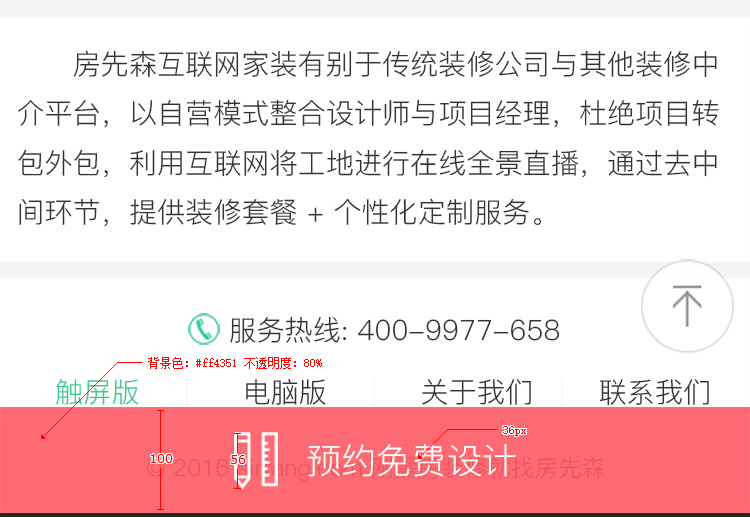 房先森互联网家装有别于传统装修公司与其他装修中
介平台，以自营模式整合设计师与项目经理，杜绝项目转
包外包，利用互联网将工地进行在线全景直播，通过去中
间环节，提供装修套餐 + 个性化定制服务。
服务热线: 400-9977-658
背景色：#ff4351 不透明度：80%
触屏版 电脑版 关于我们 联系我们
36px
100 56 预约免费设计
© 2016 找房先森